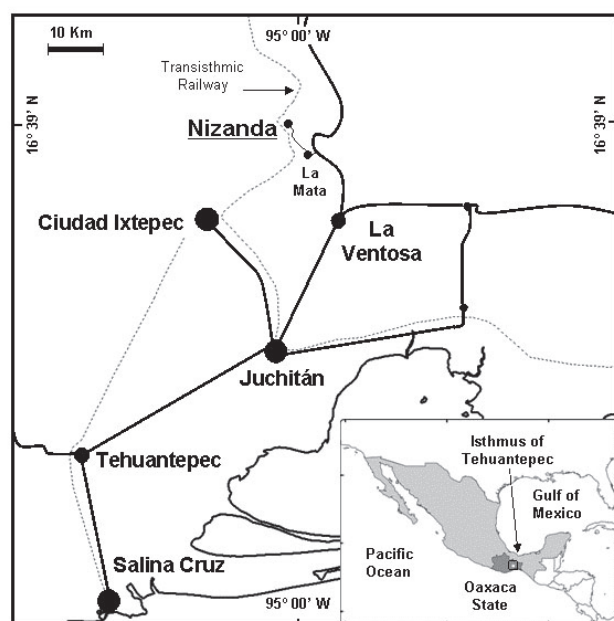 10 Km
95° 00' W
Transisthmic
Railway
16° 39' N
16° 39' N
Nizanda
La
Mata
Ciudad Ixtepec
La
Ventosa
Juchitán
Tehuantepec
Isthmus of
Tehuantepec
Gulf of
Mexico
Pacific
Ocean
Salina Cruz
Oaxaca
State
95° 00' W